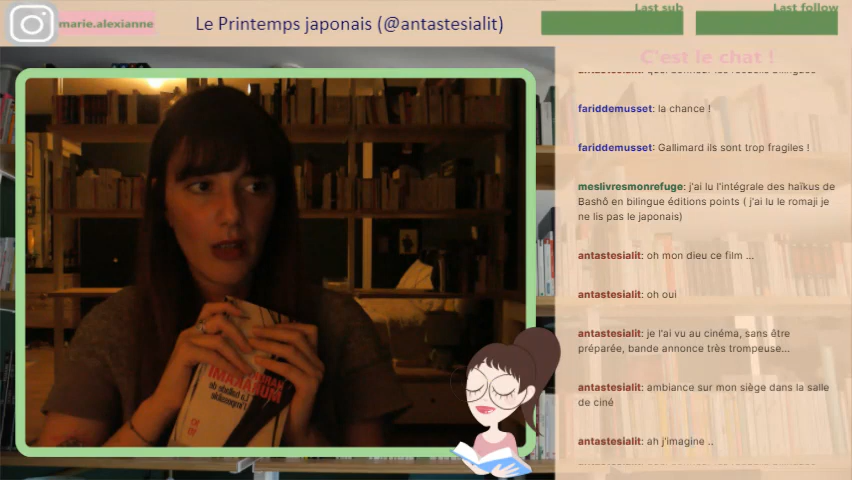 marie.alexianne
Le Printemps japonais (@antastesialit)
Last sub
Last follow
C'est le chat !
fariddemusset: la chance !
fariddemusset: Gallimard ils sont trop fragiles !
meslivresmonrefuge: j'ai lu l'intégrale des haïkus de
Bashô en bilingue éditions points ( j'ai lu le romaji je
ne lis pas le japonais)
antastesialit: oh mon dieu ce film ...
antastesialit: oh oui
antastesialit: je l'ai vu au cinéma, sans être
préparée, bande annonce très trompeuse...
antastesialit: ambiance sur mon siège dans la salle
de ciné
antastesialit: ah j'imagine ..